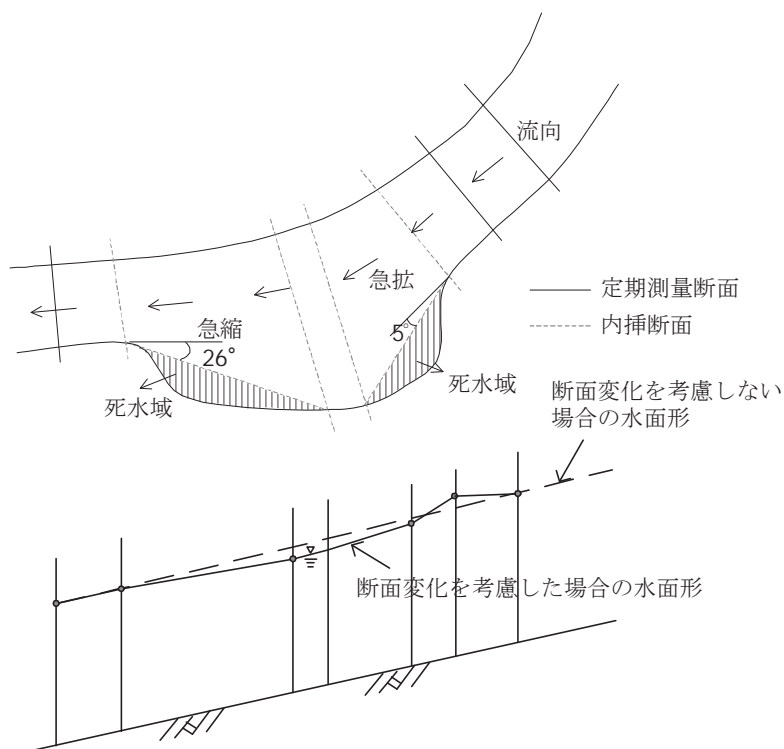 流向
急拡
定期測量断面
内挿断面
5°
急縮
26°
死水域
死水域
断面変化を考慮しない
場合の水面形
断面変化を考慮した場合の水面形